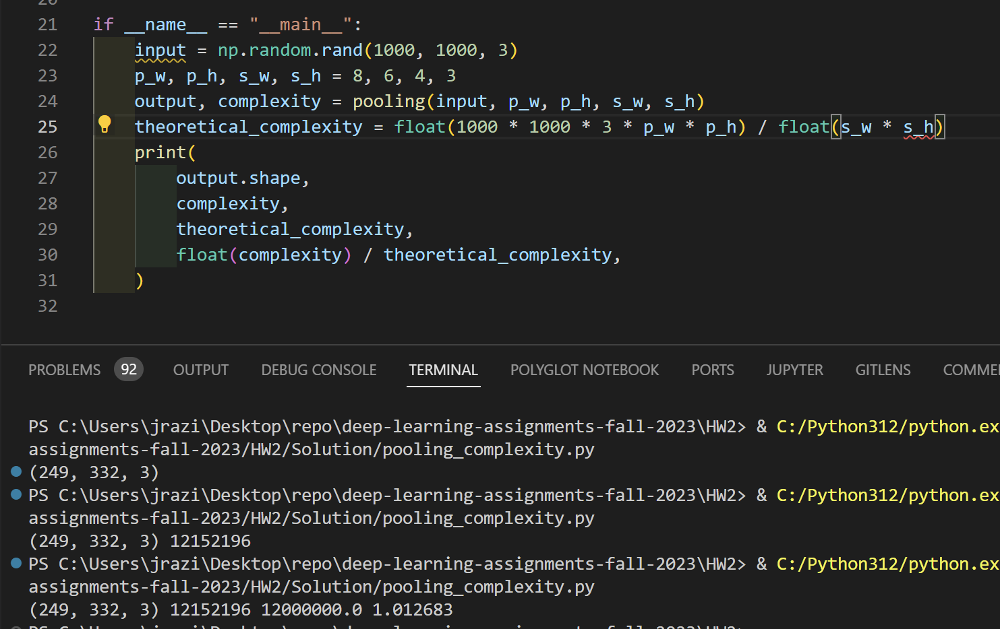 20
21 if __name__ == "__main__":
22 input = np.random.rand(1000, 1000, 3)
23 p_w, p_h, s_w, s_h = 8, 6, 4, 3
24 output, complexity = pooling(input, p_w, p_h, s_w, s_h)
25 theoretical_complexity = float(1000 * 1000 * 3 * p_w * p_h) / float(s_w * s_h)
26 print(
27 output.shape,
28 complexity,
29 theoretical_complexity,
30 float(complexity) / theoretical_complexity,
31 )
32
PROBLEMS 92 OUTPUT DEBUG CONSOLE TERMINAL POLYGLOT NOTEBOOK PORTS JUPYTER GITLENS COMME
PS C:\Users\jrazi\Desktop\repo\deep-learning-assignments-fall-2023\HW2> & C:/Python312/python.ex
assignments-fall-2023/HW2/Solution/pooling_complexity.py
(249, 332, 3)
PS C:\Users\jrazi\Desktop\repo\deep-learning-assignments-fall-2023\HW2> & C:/Python312/python.ex
assignments-fall-2023/HW2/Solution/pooling_complexity.py
(249, 332, 3) 12152196
PS C:\Users\jrazi\Desktop\repo\deep-learning-assignments-fall-2023\HW2> & C:/Python312/python.ex
assignments-fall-2023/HW2/Solution/pooling_complexity.py
(249, 332, 3) 12152196 12000000.0 1.012683